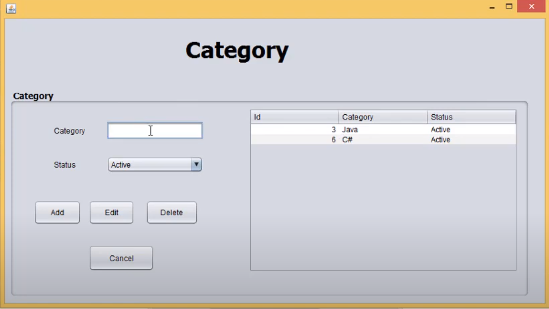 Category
Category
Category
Status Active
Add Edit Delete
Cancel
Id Category Status
3 Java Active
6 C# Active